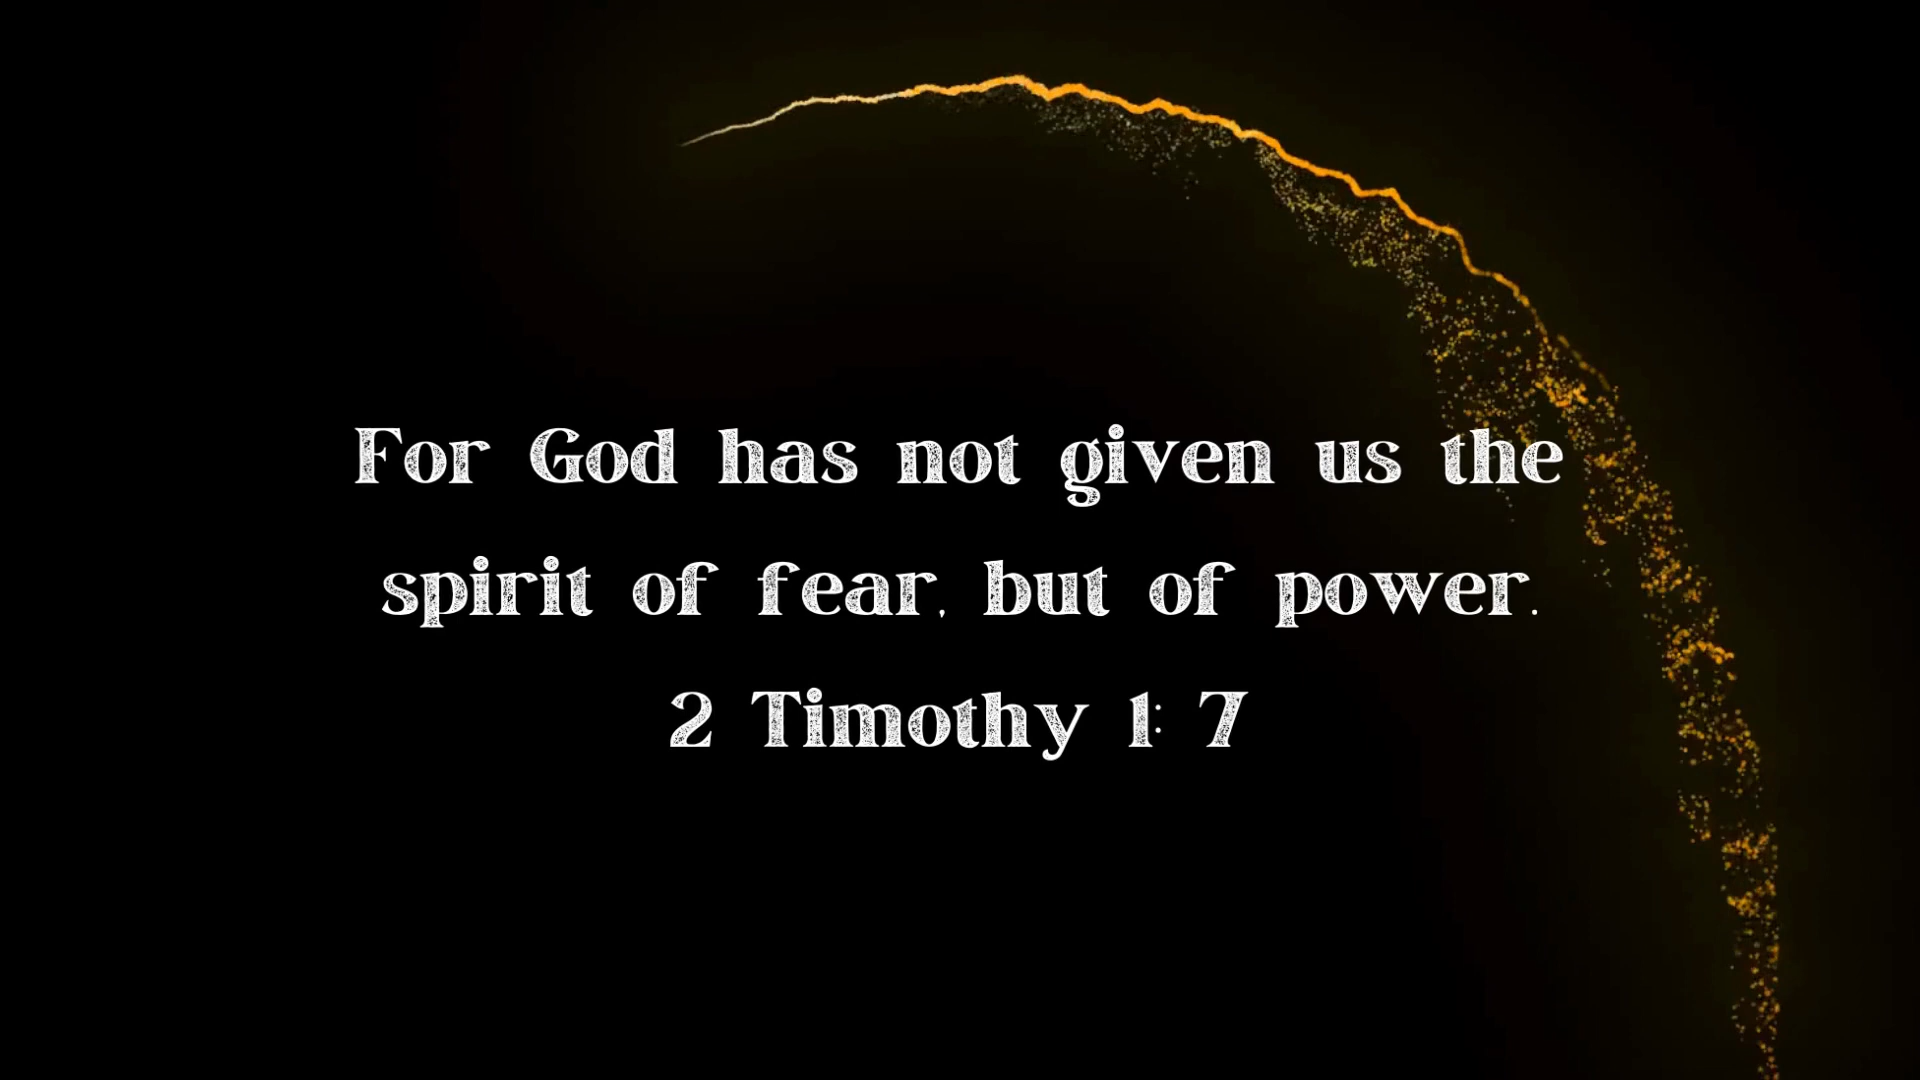 For God has not given us the
spirit of fear, but of power.
2 Timothy 1: 7